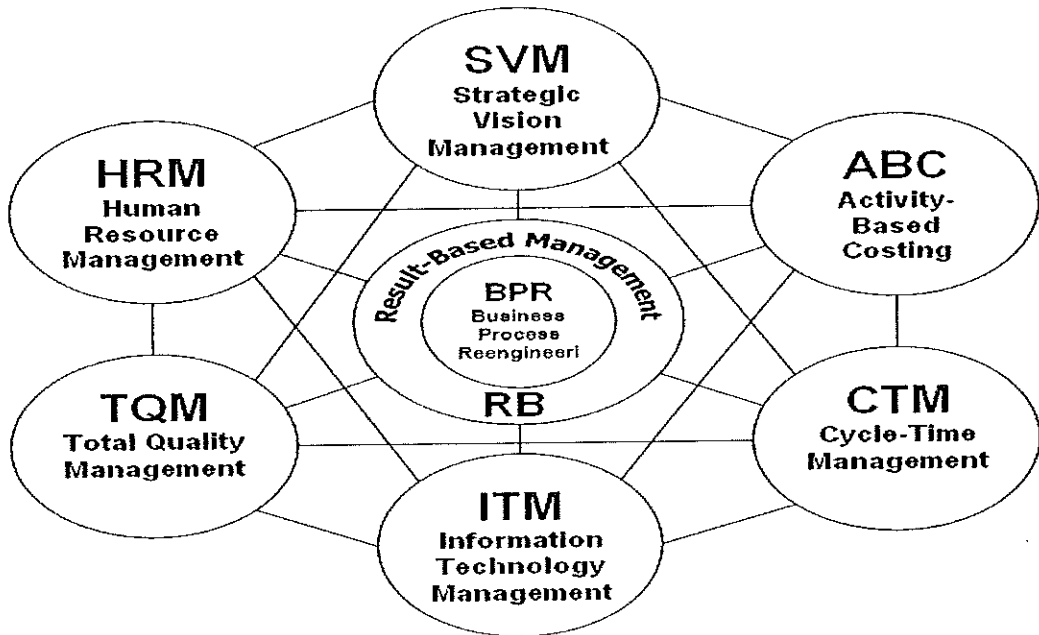 SVM
Strategic
Vision
Management
HRM
Human
Resource
Management
ABC
Activity-
Based
Costing
Result-Based Management
BPR
Business
Process
Reengineeri
RB
TQM
Total Quality
Management
CTM
Cycle-Time
Management
ITM
Information
Technology
Management